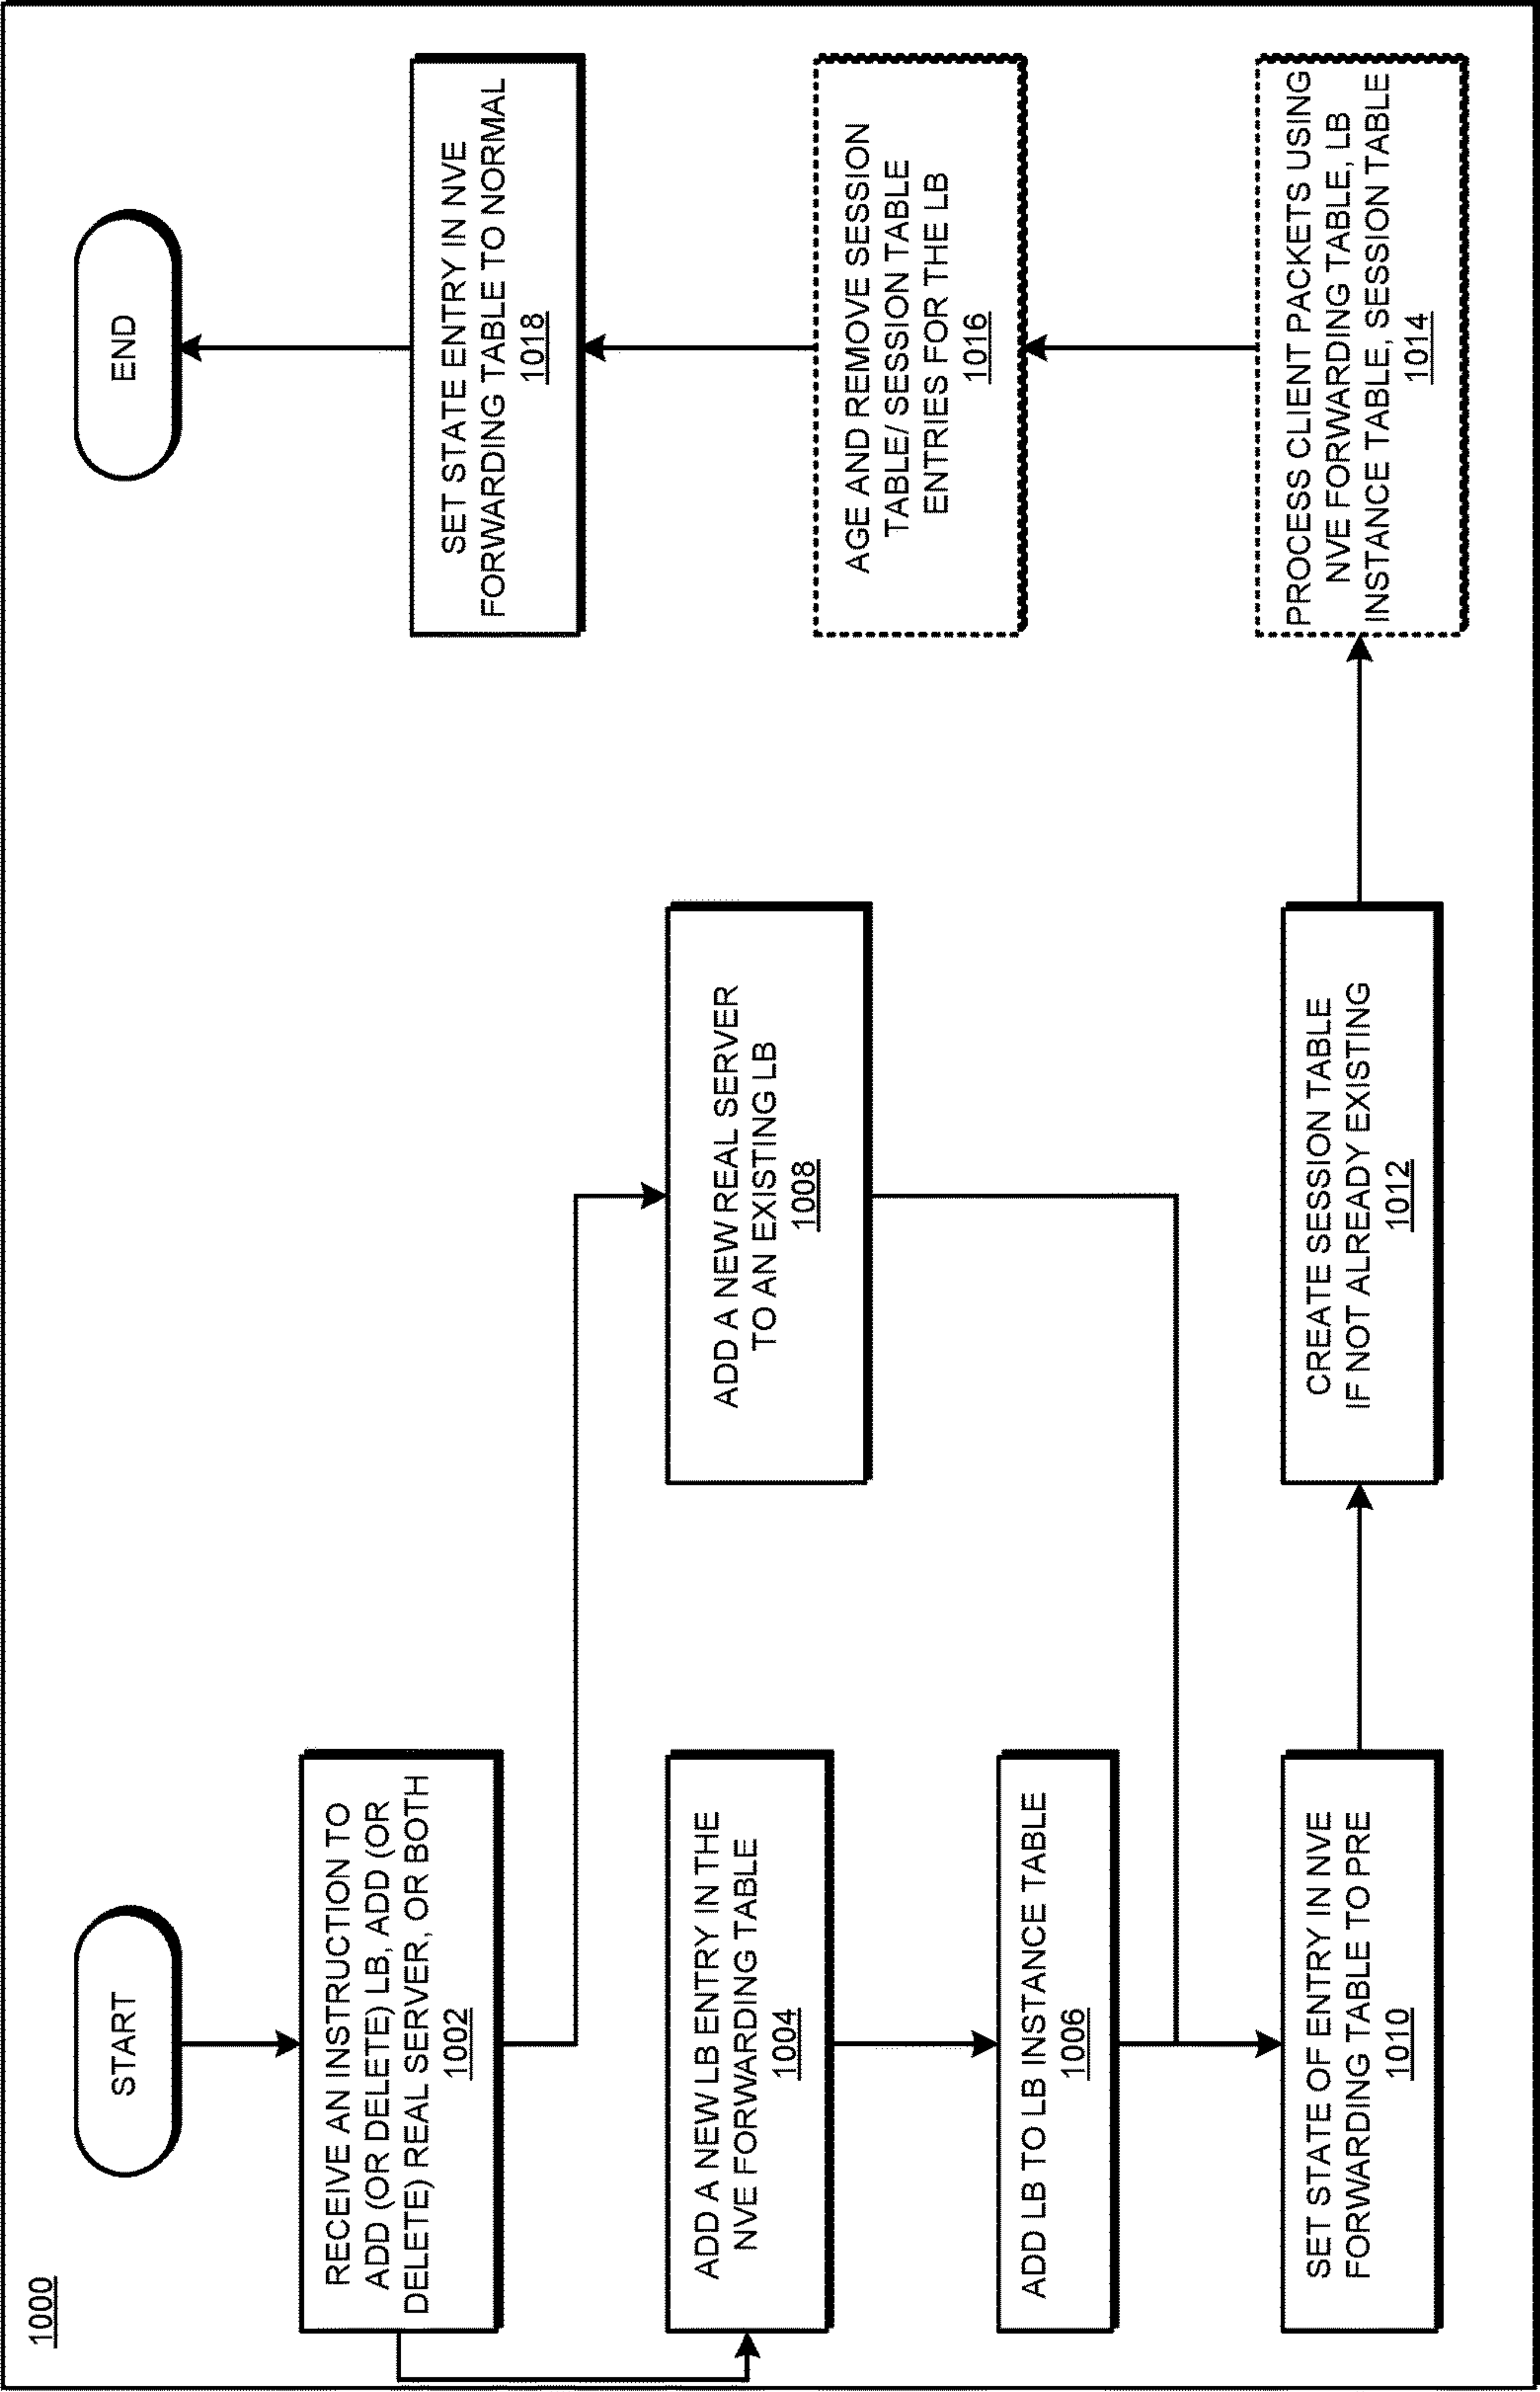 1000
START
RECEIVE AN INSTRUCTION TO
ADD (OR DELETE) LB, ADD (OR
DELETE) REAL SERVER, OR BOTH
1002
ADD A NEW LB ENTRY IN THE
NVE FORWARDING TABLE
1004
ADD LB TO LB INSTANCE TABLE
1006
ADD A NEW REAL SERVER
TO AN EXISTING LB
1008
SET STATE OF ENTRY IN NVE
FORWARDING TABLE TO PRE
1010
CREATE SESSION TABLE
IF NOT ALREADY EXISTING
1012
PROCESS CLIENT PACKETS USING
NVE FORWARDING TABLE, LB
INSTANCE TABLE, SESSION TABLE
1014
AGE AND REMOVE SESSION
TABLE/ SESSION TABLE
ENTRIES FOR THE LB
1016
SET STATE ENTRY IN NVE
FORWARDING TABLE TO NORMAL
1018
END